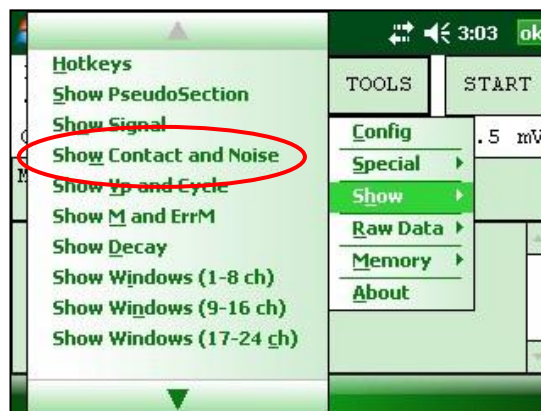 3:03 ok
TOOLS
START
.5 mV
Hotkeys
Show PseudoSection
Show Signal
Show Contact and Noise
Show Vp and Cycle
Show M and ErrM
Show Decay
Show Windows (1-8 ch)
Show Windows (9-16 ch)
Show Windows (17-24 ch)
Config
Special
Show
Raw Data
Memory
About